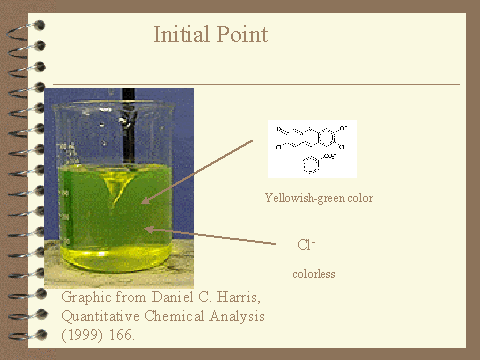 Initial Point
Yellowish-green color
Cl-
colorless
Graphic from Daniel C. Harris,
Quantitative Chemical Analysis
(1999) 166.